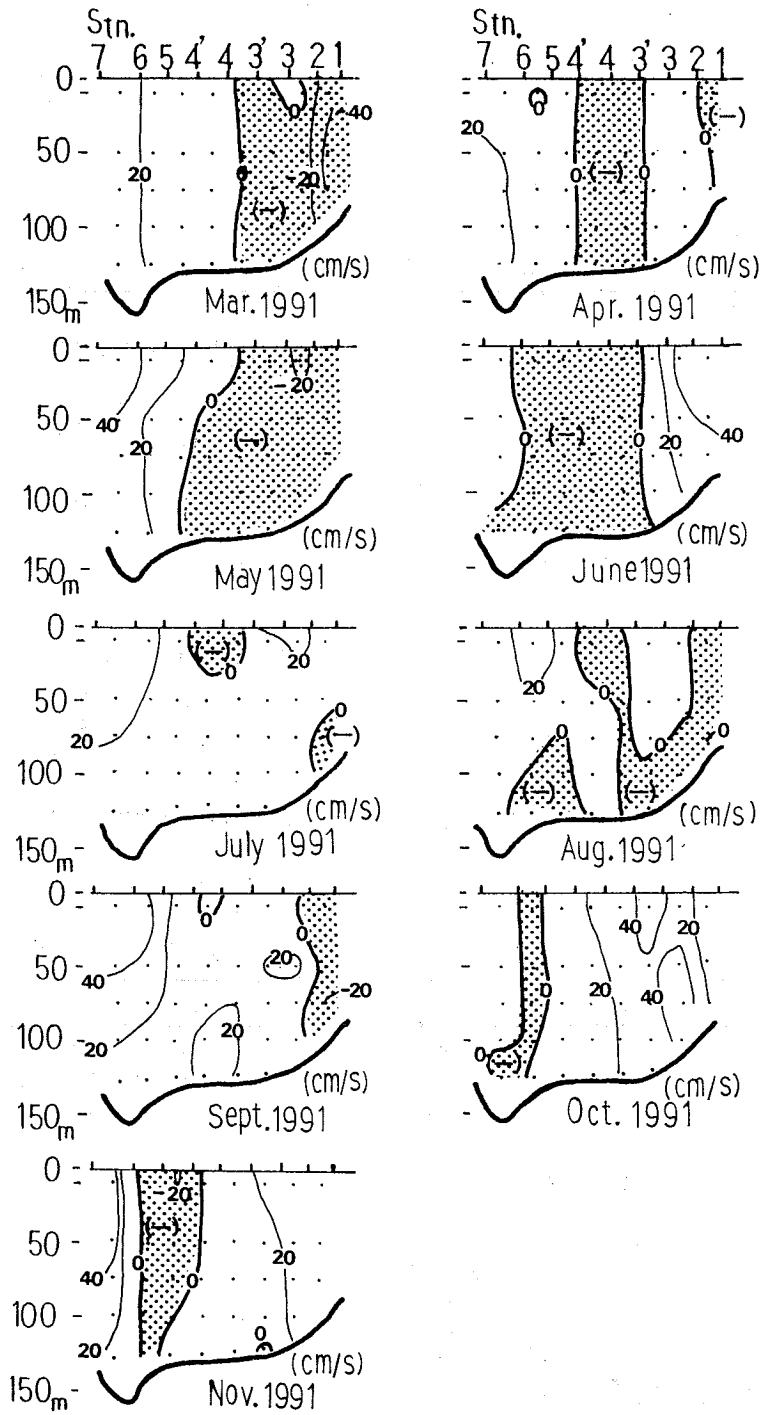 Stn.
7 6 5 4' 4 3' 3 2 1
0
50
100
150m
20
0
0
-20
-40
(—)
(cm/s)
Mar. 1991
Stn.
7 6 5 4' 4 3' 3 2 1
20
0
0
0
0
(—)
(—)
(cm/s)
Apr. 1991
0
50
100
150m
40
20
0
-20
(—)
(cm/s)
May 1991
0
0
20
40
(—)
(cm/s)
June 1991
0
50
100
150m
20
0
20
0
(—)
(—)
(cm/s)
July 1991
20
0
0
0
0
(—)
(—)
(cm/s)
Aug. 1991
0
50
100
150m
40
20
0
20
20
0
-20
(cm/s)
Sept. 1991
0
0
20
40
40
20
(—)
(cm/s)
Oct. 1991
0
50
100
150m
40
20
0
-20
(—)
0
20
0
(cm/s)
Nov. 1991